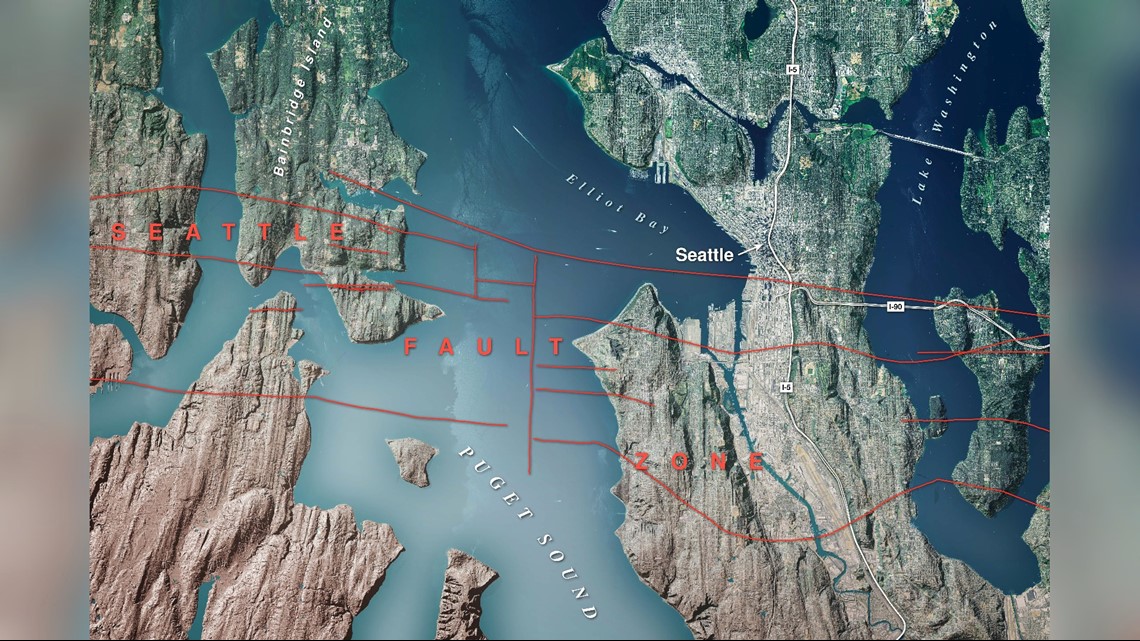 Bainbridge Island
I-5
Lake Washington
Elliot Bay
SEATTLE
Seattle
I-90
FAULT
I-5
ZONE
PUGET SOUND